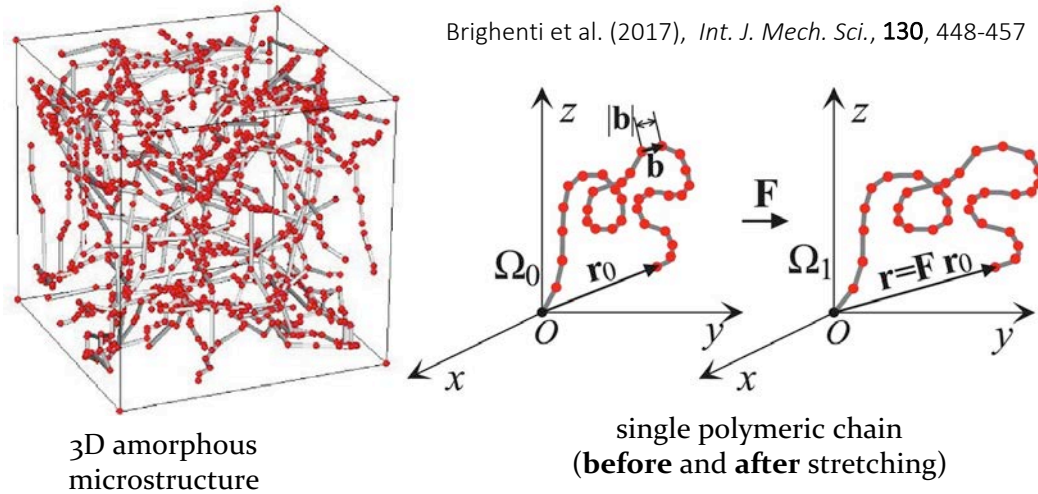 Brighenti et al. (2017), Int. J. Mech. Sci., 130, 448-457
z
|b|
b
Ω0
r0
O
y
x
F
z
Ω1
r=F r0
O
y
x
3D amorphous
microstructure
single polymeric chain
(before and after stretching)